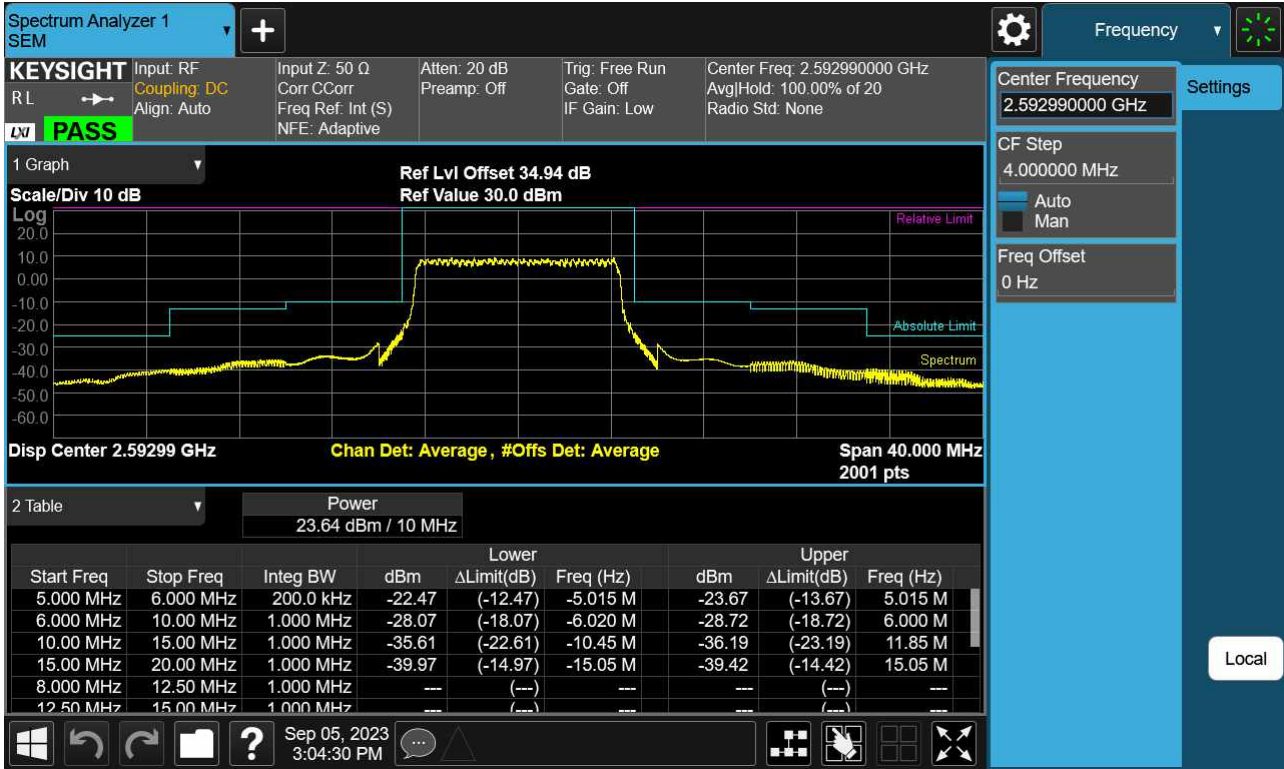 Spectrum Analyzer 1
SEM
Frequency
KEYSIGHT
R L
LXI
PASS
Input: RF
Coupling: DC
Align: Auto
Input Z: 50 Ω
Corr CCorr
Freq Ref: Int (S)
NFE: Adaptive
Atten: 20 dB
Preamp: Off
Trig: Free Run
Gate: Off
IF Gain: Low
Center Freq: 2.592990000 GHz
Avg|Hold: 100.00% of 20
Radio Std: None
Center Frequency
2.592990000 GHz
Settings
CF Step
4.000000 MHz
Auto
Man
Freq Offset
0 Hz
Local
1 Graph
Scale/Div 10 dB
Ref Lvl Offset 34.94 dB
Ref Value 30.0 dBm
Log
20.0
10.0
0.00
-10.0
-20.0
-30.0
-40.0
-50.0
-60.0
Relative Limit
Absolute Limit
Spectrum
Disp Center 2.59299 GHz
Chan Det: Average , #Offs Det: Average
Span 40.000 MHz
2001 pts
2 Table
Power
23.64 dBm / 10 MHz
Lower Upper
Start Freq Stop Freq Integ BW dBm ΔLimit(dB) Freq (Hz) dBm ΔLimit(dB) Freq (Hz)
5.000 MHz 6.000 MHz 200.0 kHz -22.47 (-12.47) -5.015 M -23.67 (-13.67) 5.015 M
6.000 MHz 10.00 MHz 1.000 MHz -28.07 (-18.07) -6.020 M -28.72 (-18.72) 6.000 M
10.00 MHz 15.00 MHz 1.000 MHz -35.61 (-22.61) -10.45 M -36.19 (-23.19) 11.85 M
15.00 MHz 20.00 MHz 1.000 MHz -39.97 (-14.97) -15.05 M -39.42 (-14.42) 15.05 M
8.000 MHz 12.50 MHz 1.000 MHz --- (---) --- --- (---) ---
12.50 MHz 15.00 MHz 1.000 MHz --- (---) --- --- (---) ---
?
Sep 05, 2023
3:04:30 PM